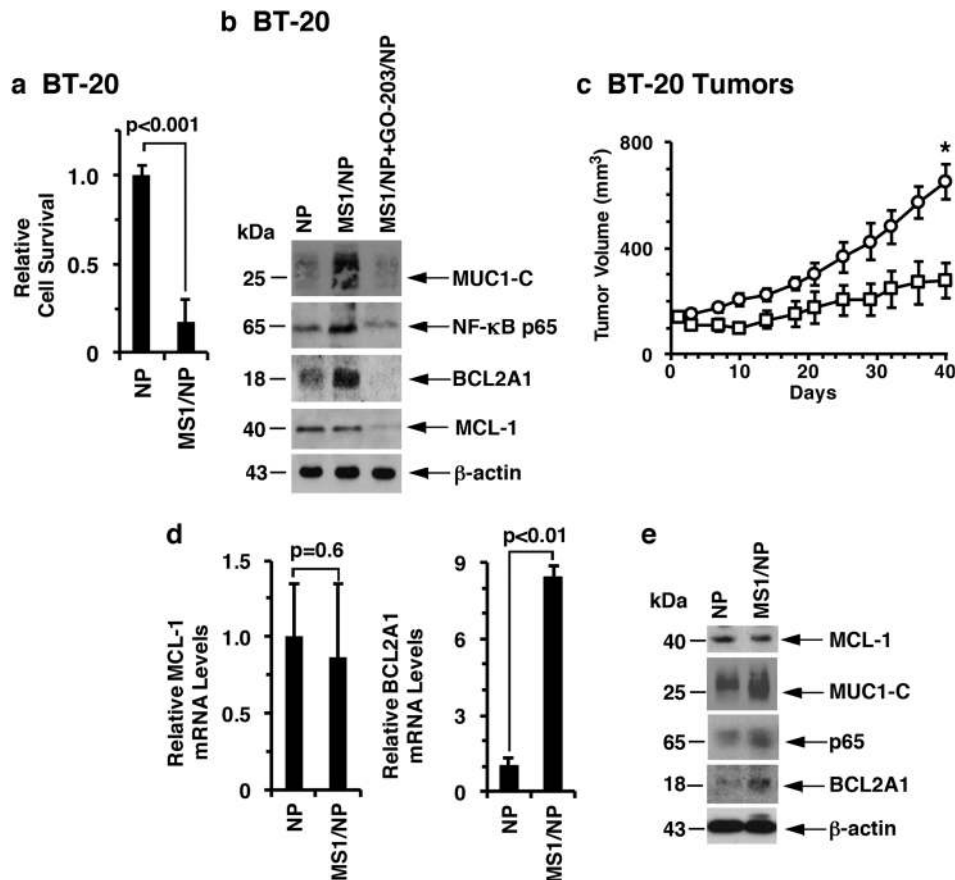 a BT-20
p<0.001
Relative
Cell Survival
1.0
0.5
0
NP
MS1/NP
b BT-20
NP
MS1/NP
MS1/NP+GO-203/NP
kDa
25
MUC1-C
65
NF-κB p65
18
BCL2A1
40
MCL-1
43
β-actin
c BT-20 Tumors
Tumor Volume (mm³)
800
400
0
*
0
10
20
30
40
Days
d
p=0.6
Relative MCL-1
mRNA Levels
1.5
1.0
0.5
0
NP
MS1/NP
p<0.01
Relative BCL2A1
mRNA Levels
9
6
3
0
NP
MS1/NP
e
NP
MS1/NP
kDa
40
MCL-1
25
MUC1-C
65
p65
18
BCL2A1
43
β-actin